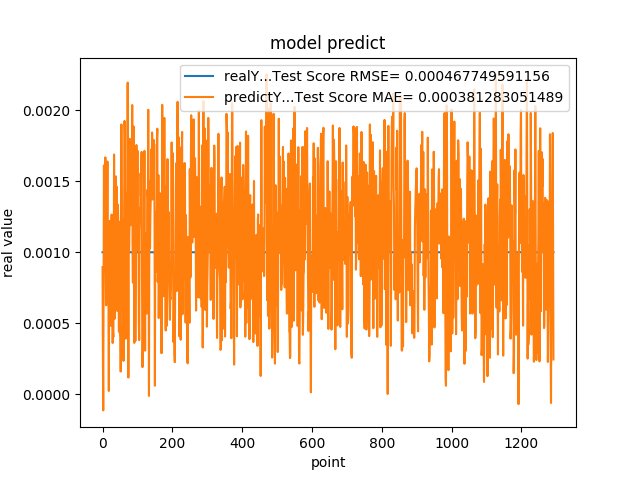 model predict
realY...Test Score RMSE= 0.000467749591156
predictY...Test Score MAE= 0.000381283051489
real value
0.0020
0.0015
0.0010
0.0005
0.0000
0
200
400
600
800
1000
1200
point